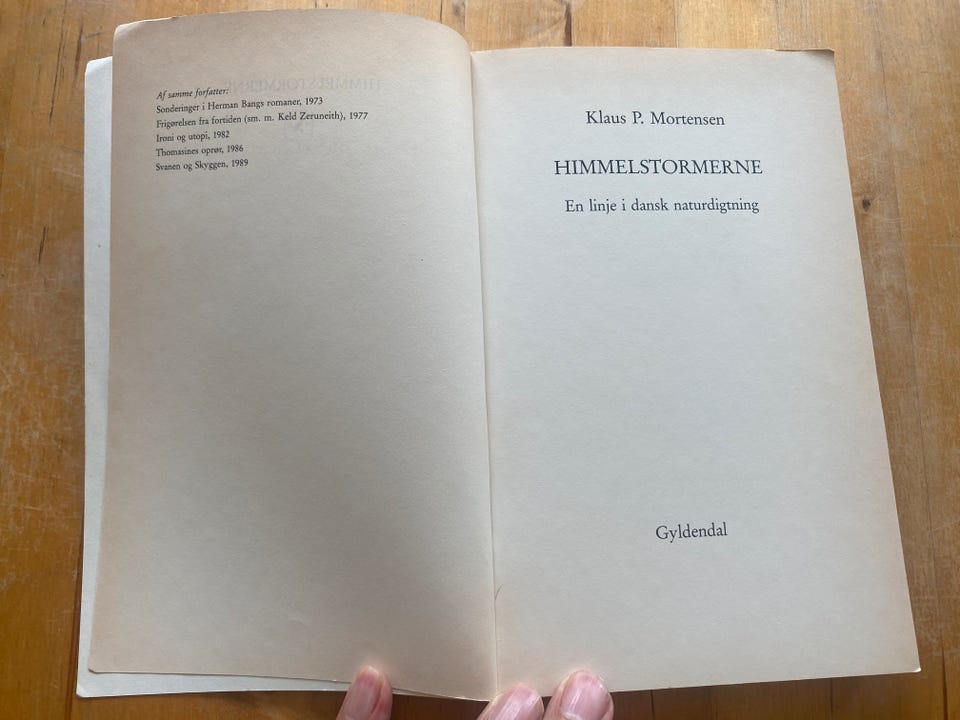 Af samme forfatter:
Sonderinger i Herman Bangs romaner, 1973
Frigørelsen fra fortiden (sm. m. Keld Zeruneith), 1977
Ironi og utopi, 1982
Thomasines oprør, 1986
Svanen og Skyggen, 1989
Klaus P. Mortensen
HIMMELSTORMERNE
En linje i dansk naturdigtning
Gyldendal